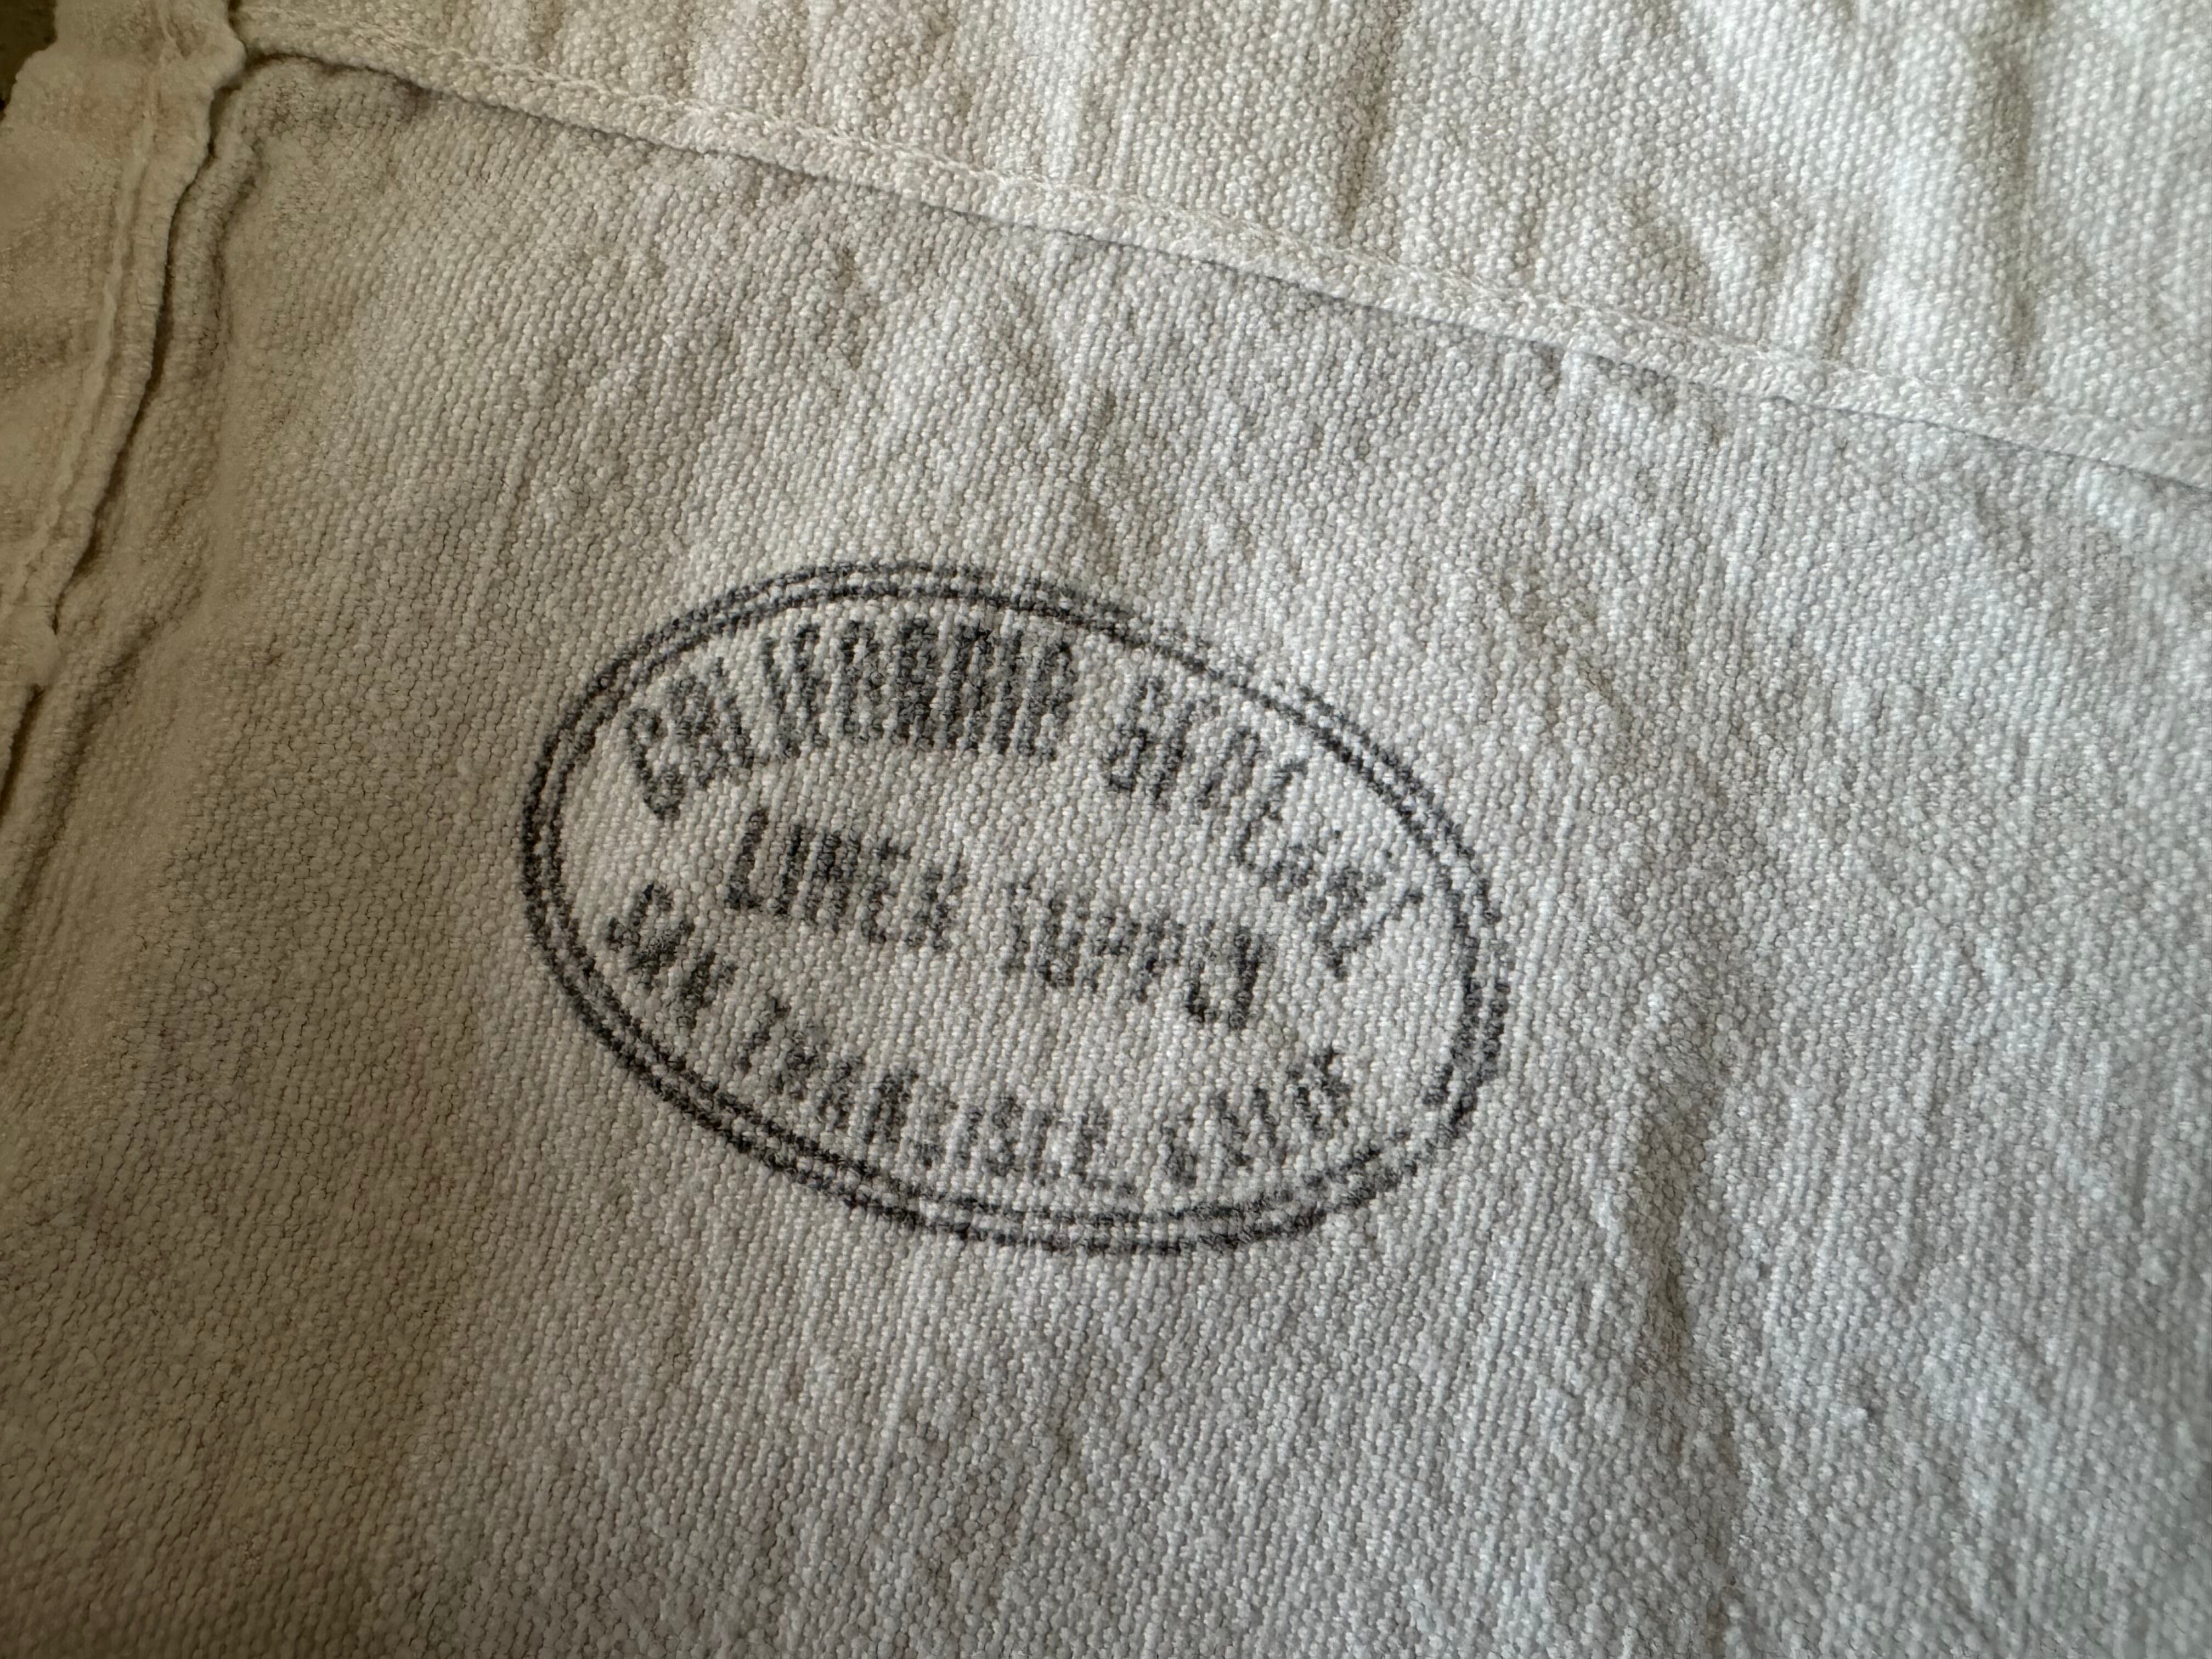 CALIFORNIA
LINEN SUPPLY
SAN FRANCISCO, CALIF